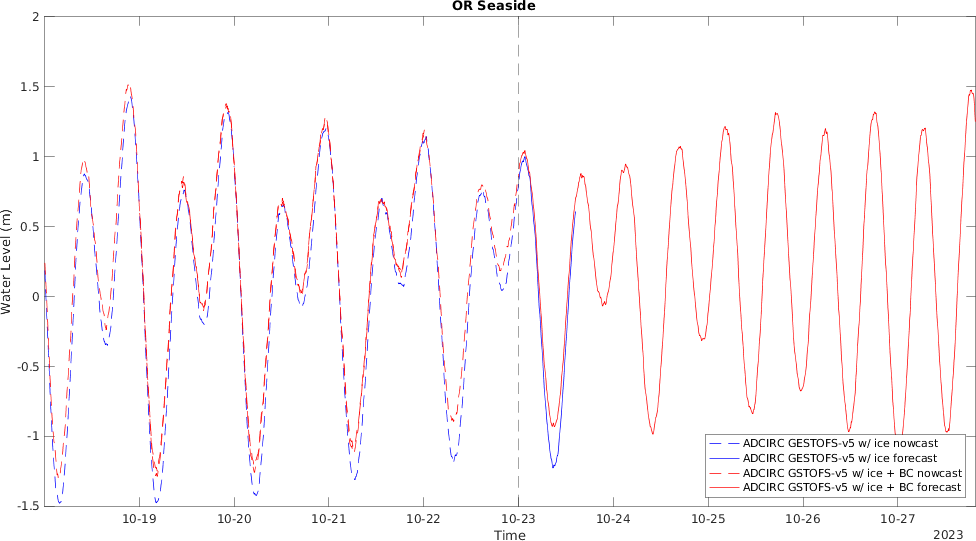 OR Seaside
2
1.5
1
0.5
0
-0.5
-1
-1.5
Water Level (m)
10-19 10-20 10-21 10-22 10-23 10-24 10-25 10-26 10-27
Time
2023
ADCIRC GESTOFS-v5 w/ ice nowcast
ADCIRC GESTOFS-v5 w/ ice forecast
ADCIRC GSTOFS-v5 w/ ice + BC nowcast
ADCIRC GSTOFS-v5 w/ ice + BC forecast